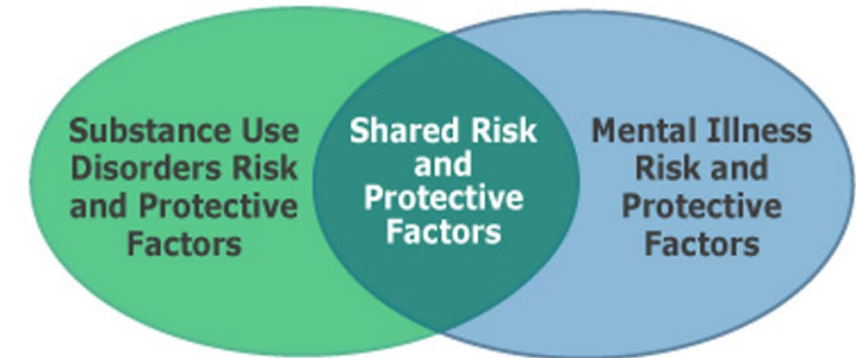 Substance Use
Disorders Risk
and Protective
Factors
Shared Risk
and
Protective
Factors
Mental Illness
Risk and
Protective
Factors